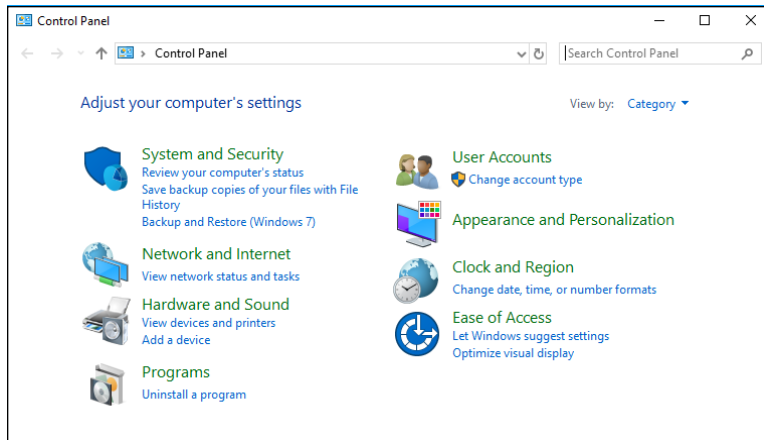 Control Panel
Control Panel
Search Control Panel
Adjust your computer's settings
View by: Category
System and Security
Review your computer's status
Save backup copies of your files with File
History
Backup and Restore (Windows 7)
Network and Internet
View network status and tasks
Hardware and Sound
View devices and printers
Add a device
Programs
Uninstall a program
User Accounts
Change account type
Appearance and Personalization
Clock and Region
Change date, time, or number formats
Ease of Access
Let Windows suggest settings
Optimize visual display